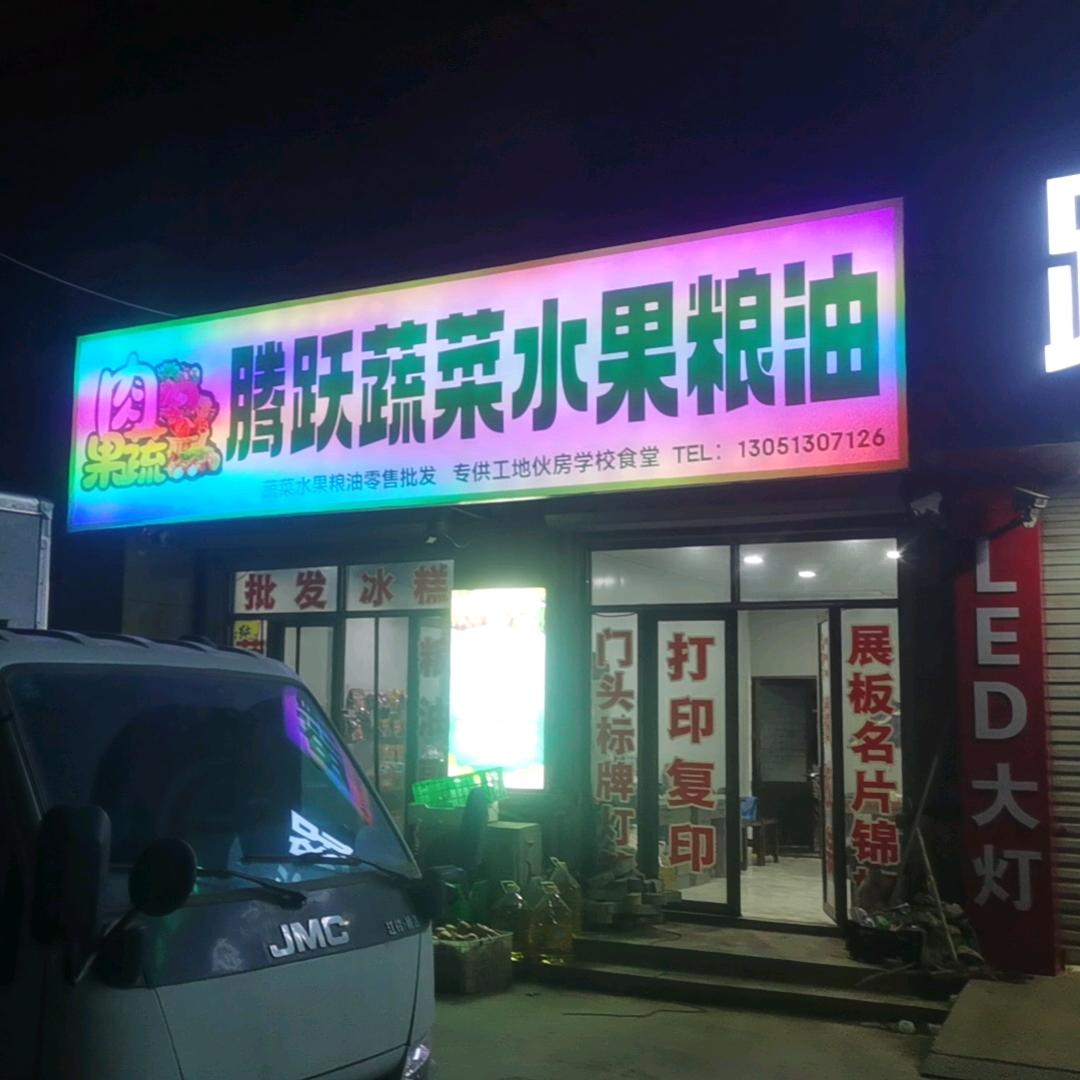 腾跃蔬菜水果粮油
肉
果蔬
蔬菜水果粮油零售批发 专供工地伙房学校食堂 TEL：13051307126
批发冰糕
门头标牌灯
打印复印
展板名片锦
LED大灯
JMC